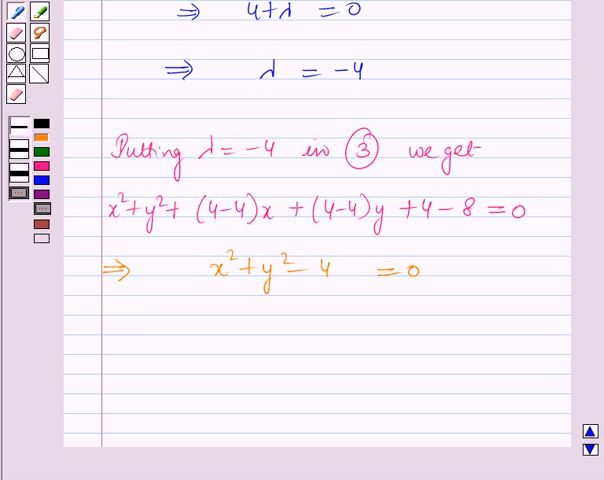 ⇒ 4+λ = 0
⇒ λ = −4
Putting λ = −4 in ③ we get
x²+y²+ (4−4)x + (4−4)y +4−8 = 0
⇒ x²+y²−4 = 0